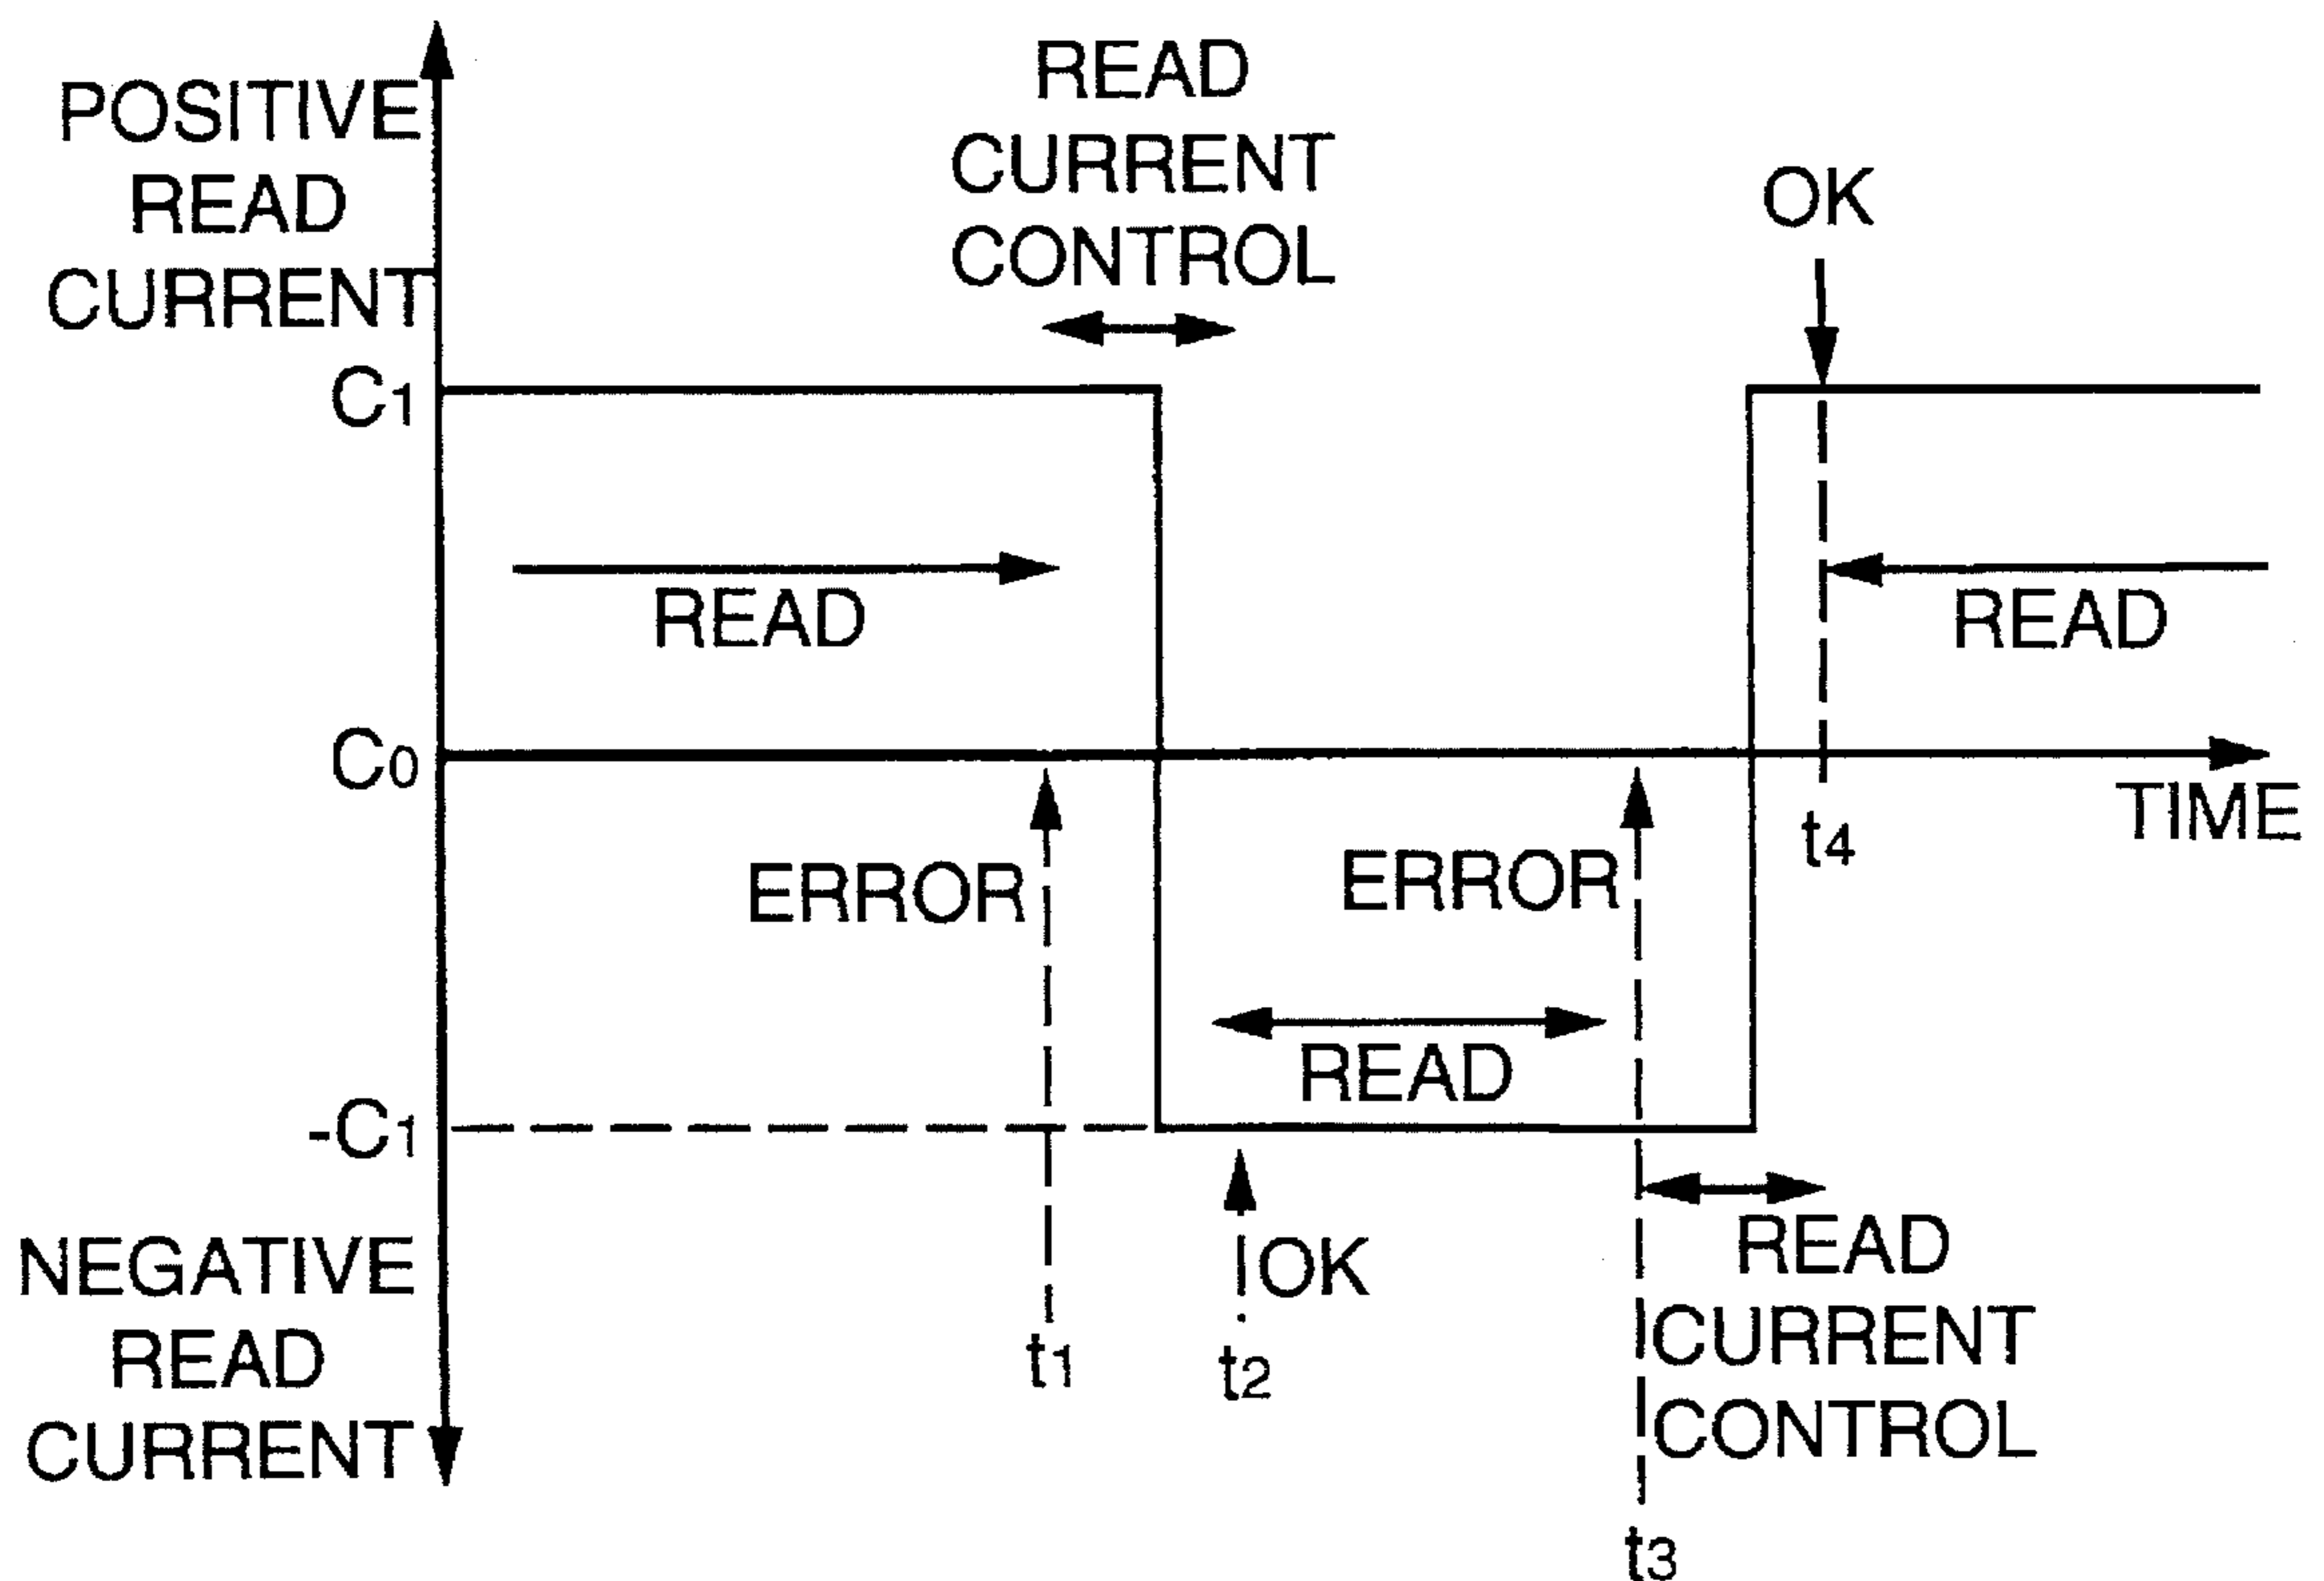 POSITIVE
READ
CURRENT
READ
CURRENT
CONTROL
OK
C1
READ
READ
C0
TIME
t4
ERROR
ERROR
READ
-C1
NEGATIVE
READ
CURRENT
OK
t1
t2
READ
CURRENT
CONTROL
t3